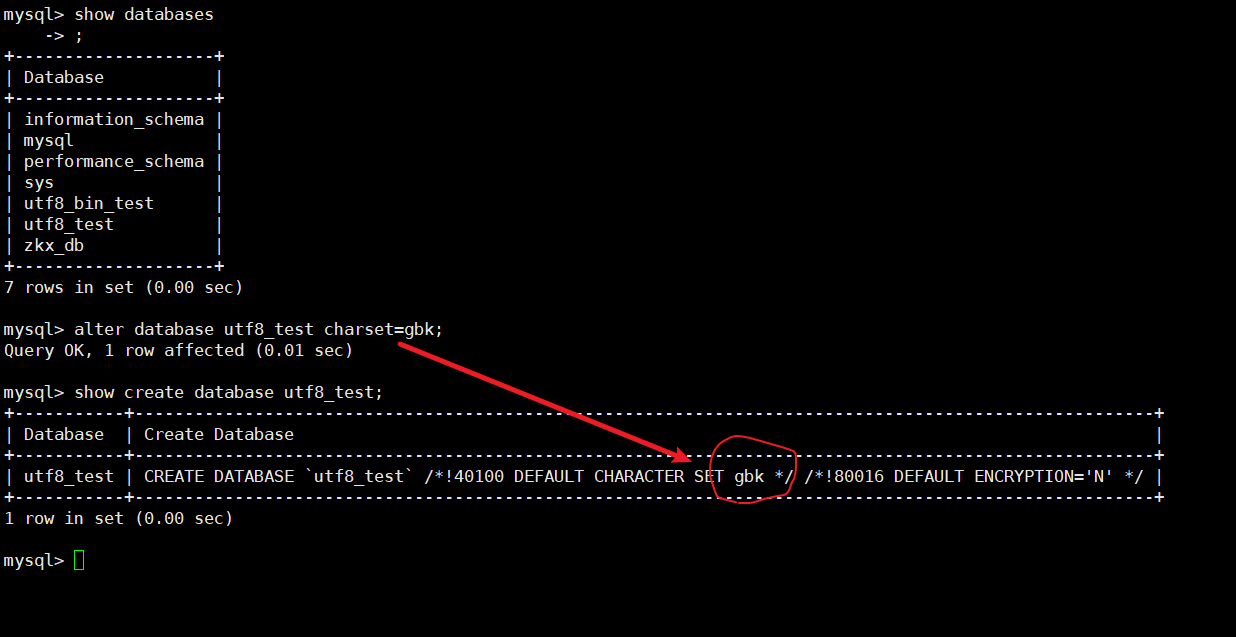 mysql> show databases
    -> ;
+--------------------+
| Database           |
+--------------------+
| information_schema |
| mysql              |
| performance_schema |
| sys                |
| utf8_bin_test      |
| utf8_test          |
| zkx_db             |
+--------------------+
7 rows in set (0.00 sec)
mysql> alter database utf8_test charset=gbk;
Query OK, 1 row affected (0.01 sec)
mysql> show create database utf8_test;
+-----------+------------------------------------------------------------------------------------------------------+
| Database  | Create Database                                                                                      |
+-----------+------------------------------------------------------------------------------------------------------+
| utf8_test | CREATE DATABASE `utf8_test` /*!40100 DEFAULT CHARACTER SET gbk */ /*!80016 DEFAULT ENCRYPTION='N' */ |
+-----------+------------------------------------------------------------------------------------------------------+
1 row in set (0.00 sec)
mysql>